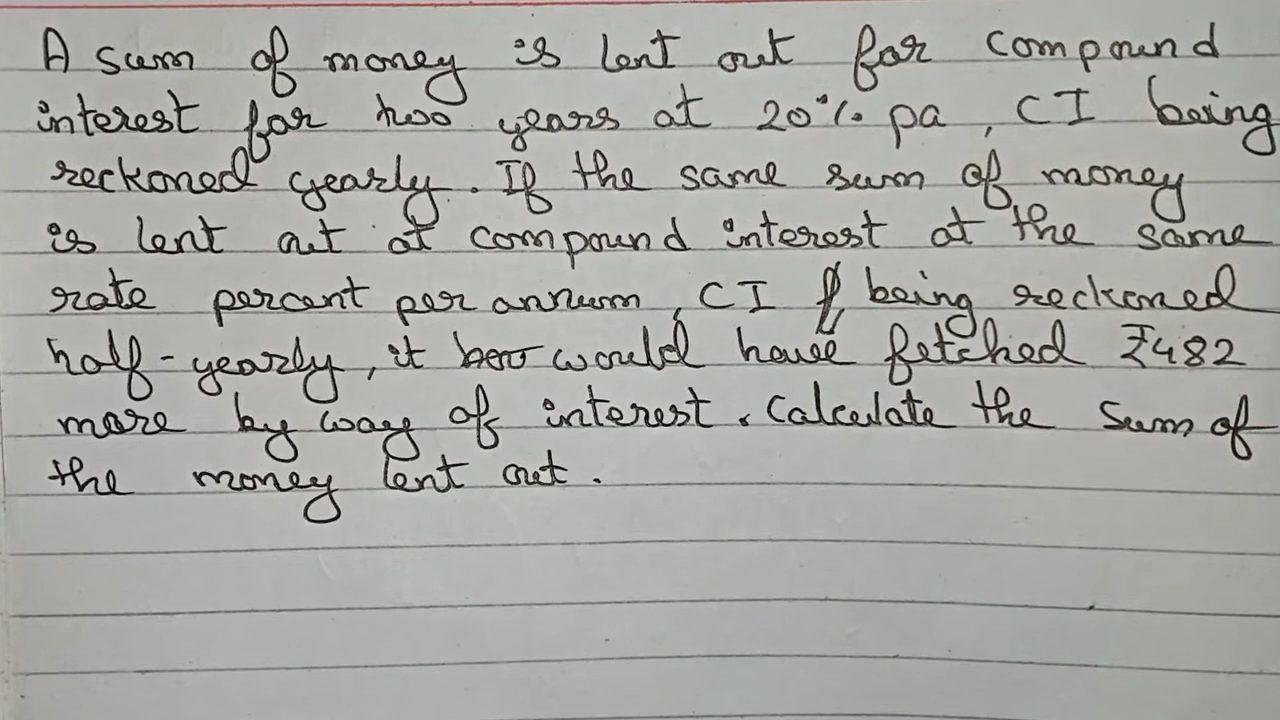 A sum of money is lent out for compound
interest for two years at 20% pa, CI being
reckoned yearly. If the same sum of money
is lent out at compound interest at the same
rate percent per annum, CI being reckoned
half-yearly, it would have fetched ₹482
more by way of interest. Calculate the sum of
the money lent out.